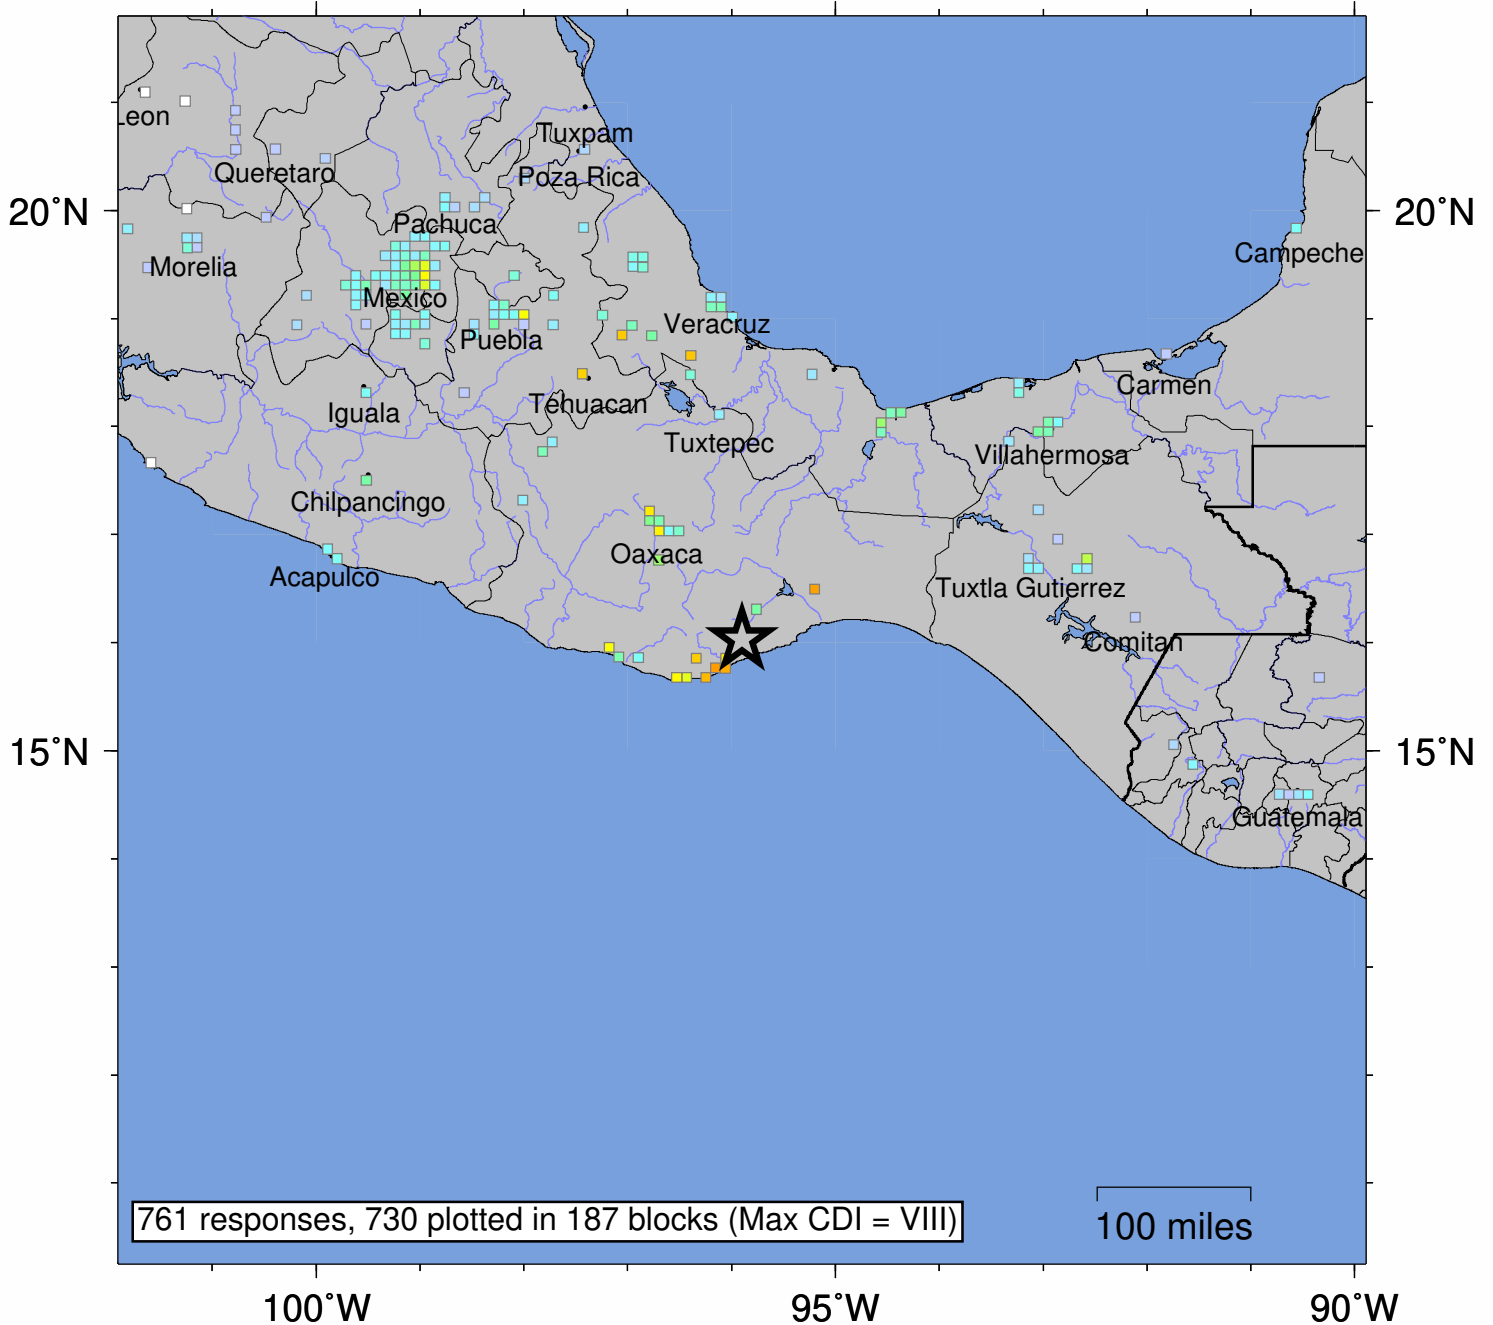 Leon
Tuxpam
Queretaro
Poza Rica
20˚N
20˚N
Pachuca
Campeche
Morelia
Mexico
Veracruz
Puebla
Carmen
Tehuacan
Iguala
Tuxtepec
Villahermosa
Chilpancingo
Oaxaca
Acapulco
Tuxtla Gutierrez
Comitan
15˚N
15˚N
Guatemala
761 responses, 730 plotted in 187 blocks (Max CDI = VIII)
100 miles
100˚W
95˚W
90˚W